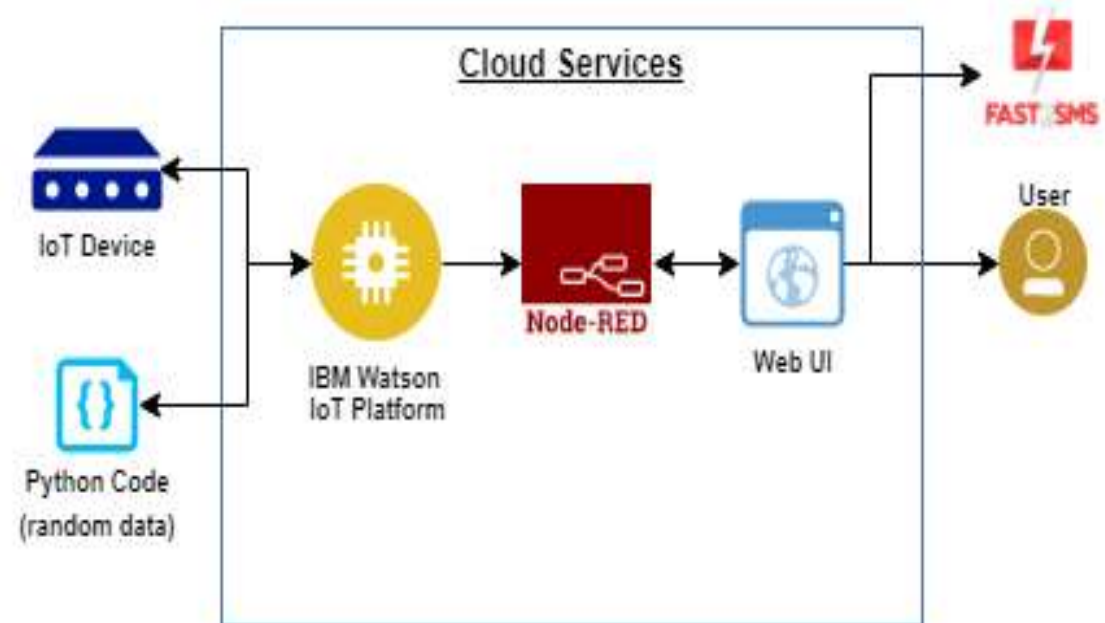 Cloud Services
FAST SMS
User
IoT Device
Node-RED
Web UI
IBM Watson
IoT Platform
{}
Python Code
(random data)